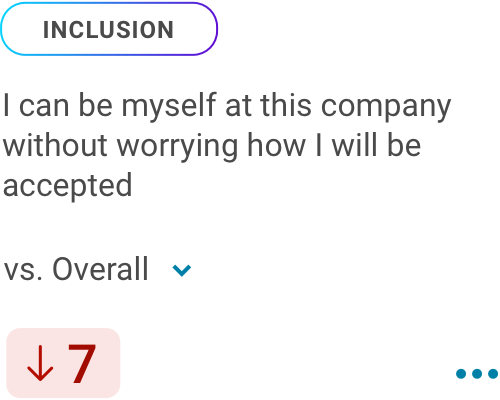 INCLUSION
I can be myself at this company
without worrying how I will be
accepted
vs. Overall
↓ 7